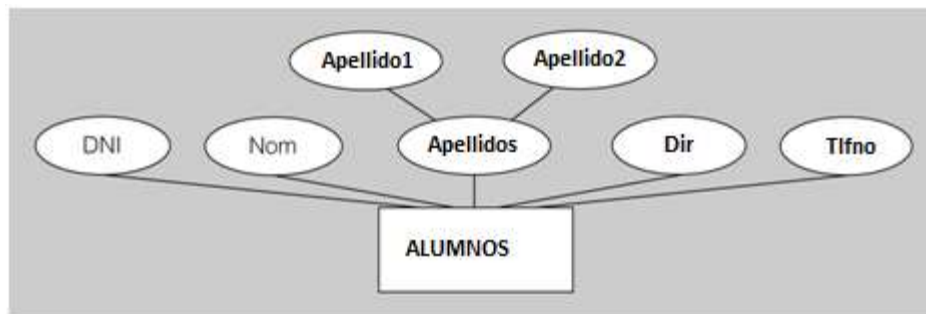 Apellido1
Apellido2
DNI
Nom
Apellidos
Dir
Tlfno
ALUMNOS